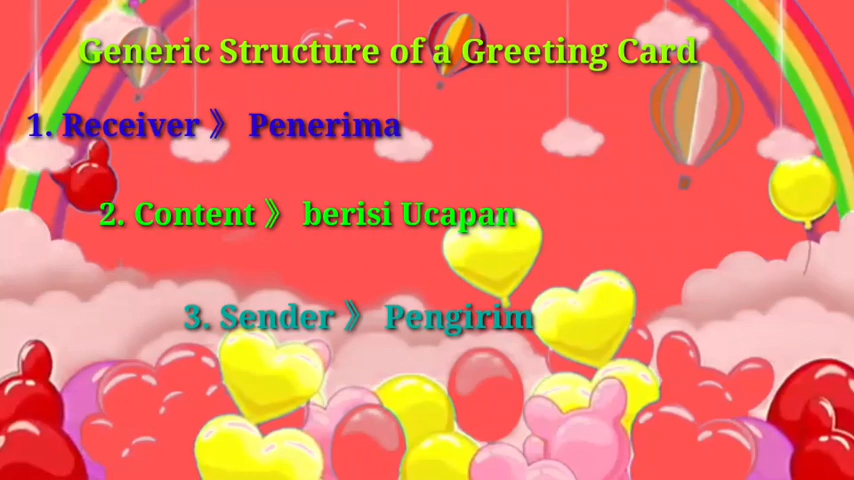 Generic Structure of a Greeting Card
1. Receiver 》 Penerima
2. Content 》 berisi Ucapan
3. Sender 》 Pengirim